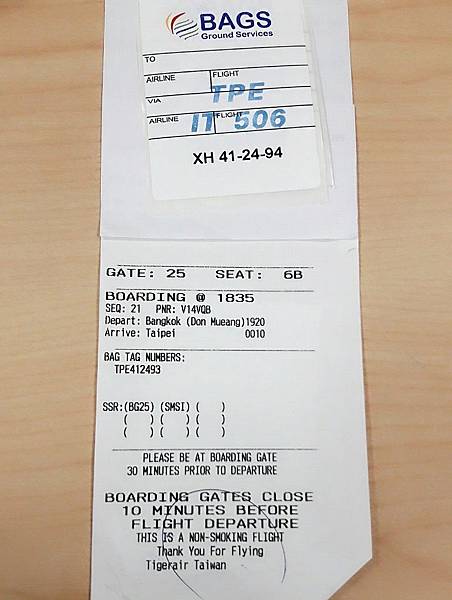 BAGS
Ground Services
TO
AIRLINE FLIGHT
TPE
VIA
AIRLINE FLIGHT
IT 506
XH 41-24-94
GATE: 25 SEAT: 6B
BOARDING @ 1835
SEQ: 21 PNR: V14VQB
Depart: Bangkok (Don Mueang)1920
Arrive: Taipei 0010
BAG TAG NUMBERS:
TPE412493
SSR:(BG25) (SMSI) ( )
( ) ( ) ( )
( ) ( ) ( )
PLEASE BE AT BOARDING GATE
30 MINUTES PRIOR TO DEPARTURE
BOARDING GATES CLOSE
10 MINUTES BEFORE
FLIGHT DEPARTURE
THIS IS A NON-SMOKING FLIGHT
Thank You For Flying
Tigerair Taiwan